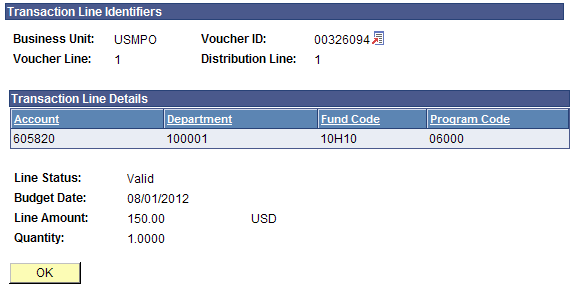 Transaction Line Identifiers
Business Unit: USMPO Voucher ID: 00326094
Voucher Line: 1 Distribution Line: 1
Transaction Line Details
Account Department Fund Code Program Code
605820 100001 10H10 06000
Line Status: Valid
Budget Date: 08/01/2012
Line Amount: 150.00 USD
Quantity: 1.0000
OK